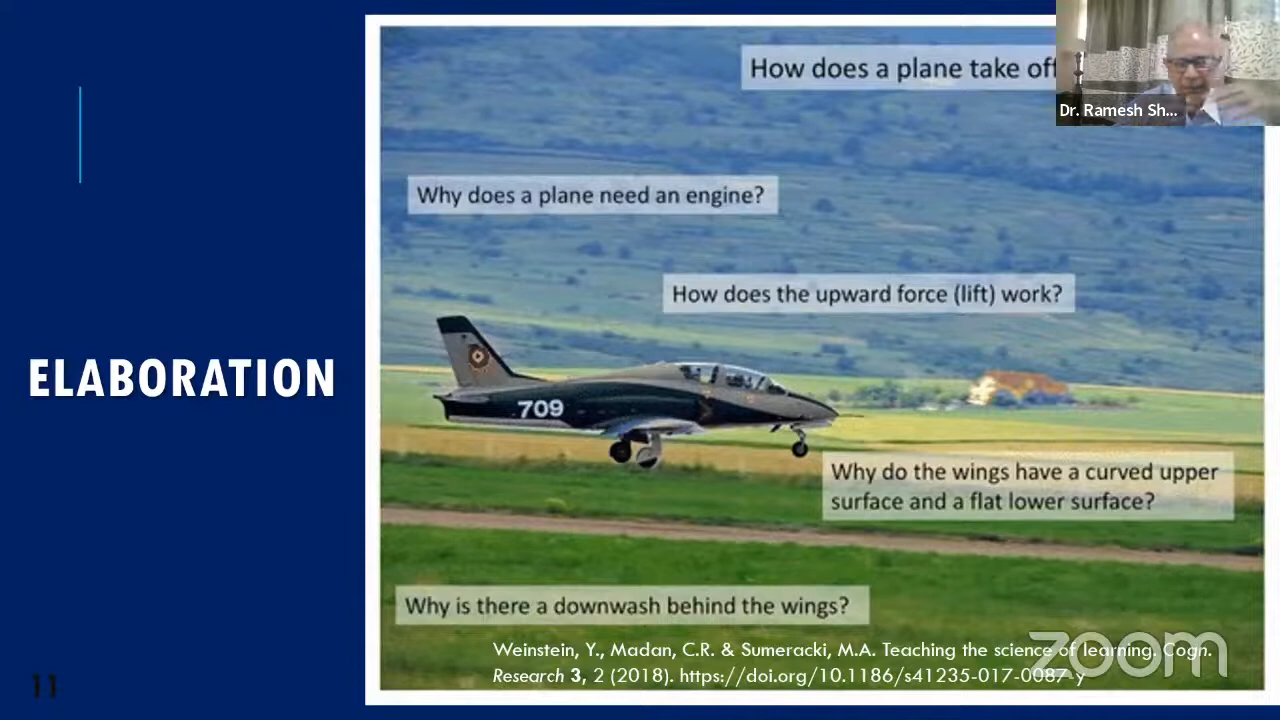 How does a plane take off
Dr. Ramesh Sh...
Why does a plane need an engine?
How does the upward force (lift) work?
ELABORATION
709
Why do the wings have a curved upper
surface and a flat lower surface?
Why is there a downwash behind the wings?
Weinstein, Y., Madan, C.R. & Sumeracki, M.A. Teaching the science of learning. Cogn.
Research 3, 2 (2018). https://doi.org/10.1186/s41235-017-0087-y
zoom
11